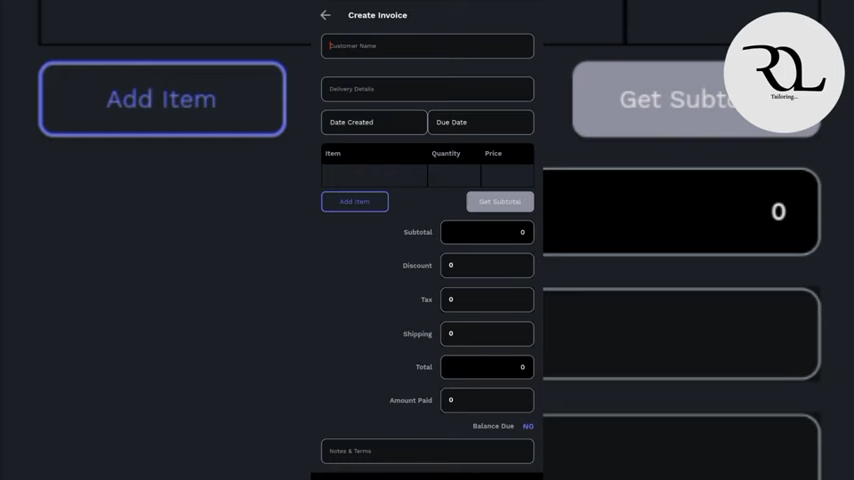 Create Invoice
Customer Name
Delivery Details
Date Created Due Date
Item Quantity Price
Add Item Get Subtotal
Subtotal 0
Discount 0
Tax 0
Shipping 0
Total 0
Amount Paid 0
Balance Due ₦0
Notes & Terms
Add Item
Get Subto
0
ROL
Tailoring...